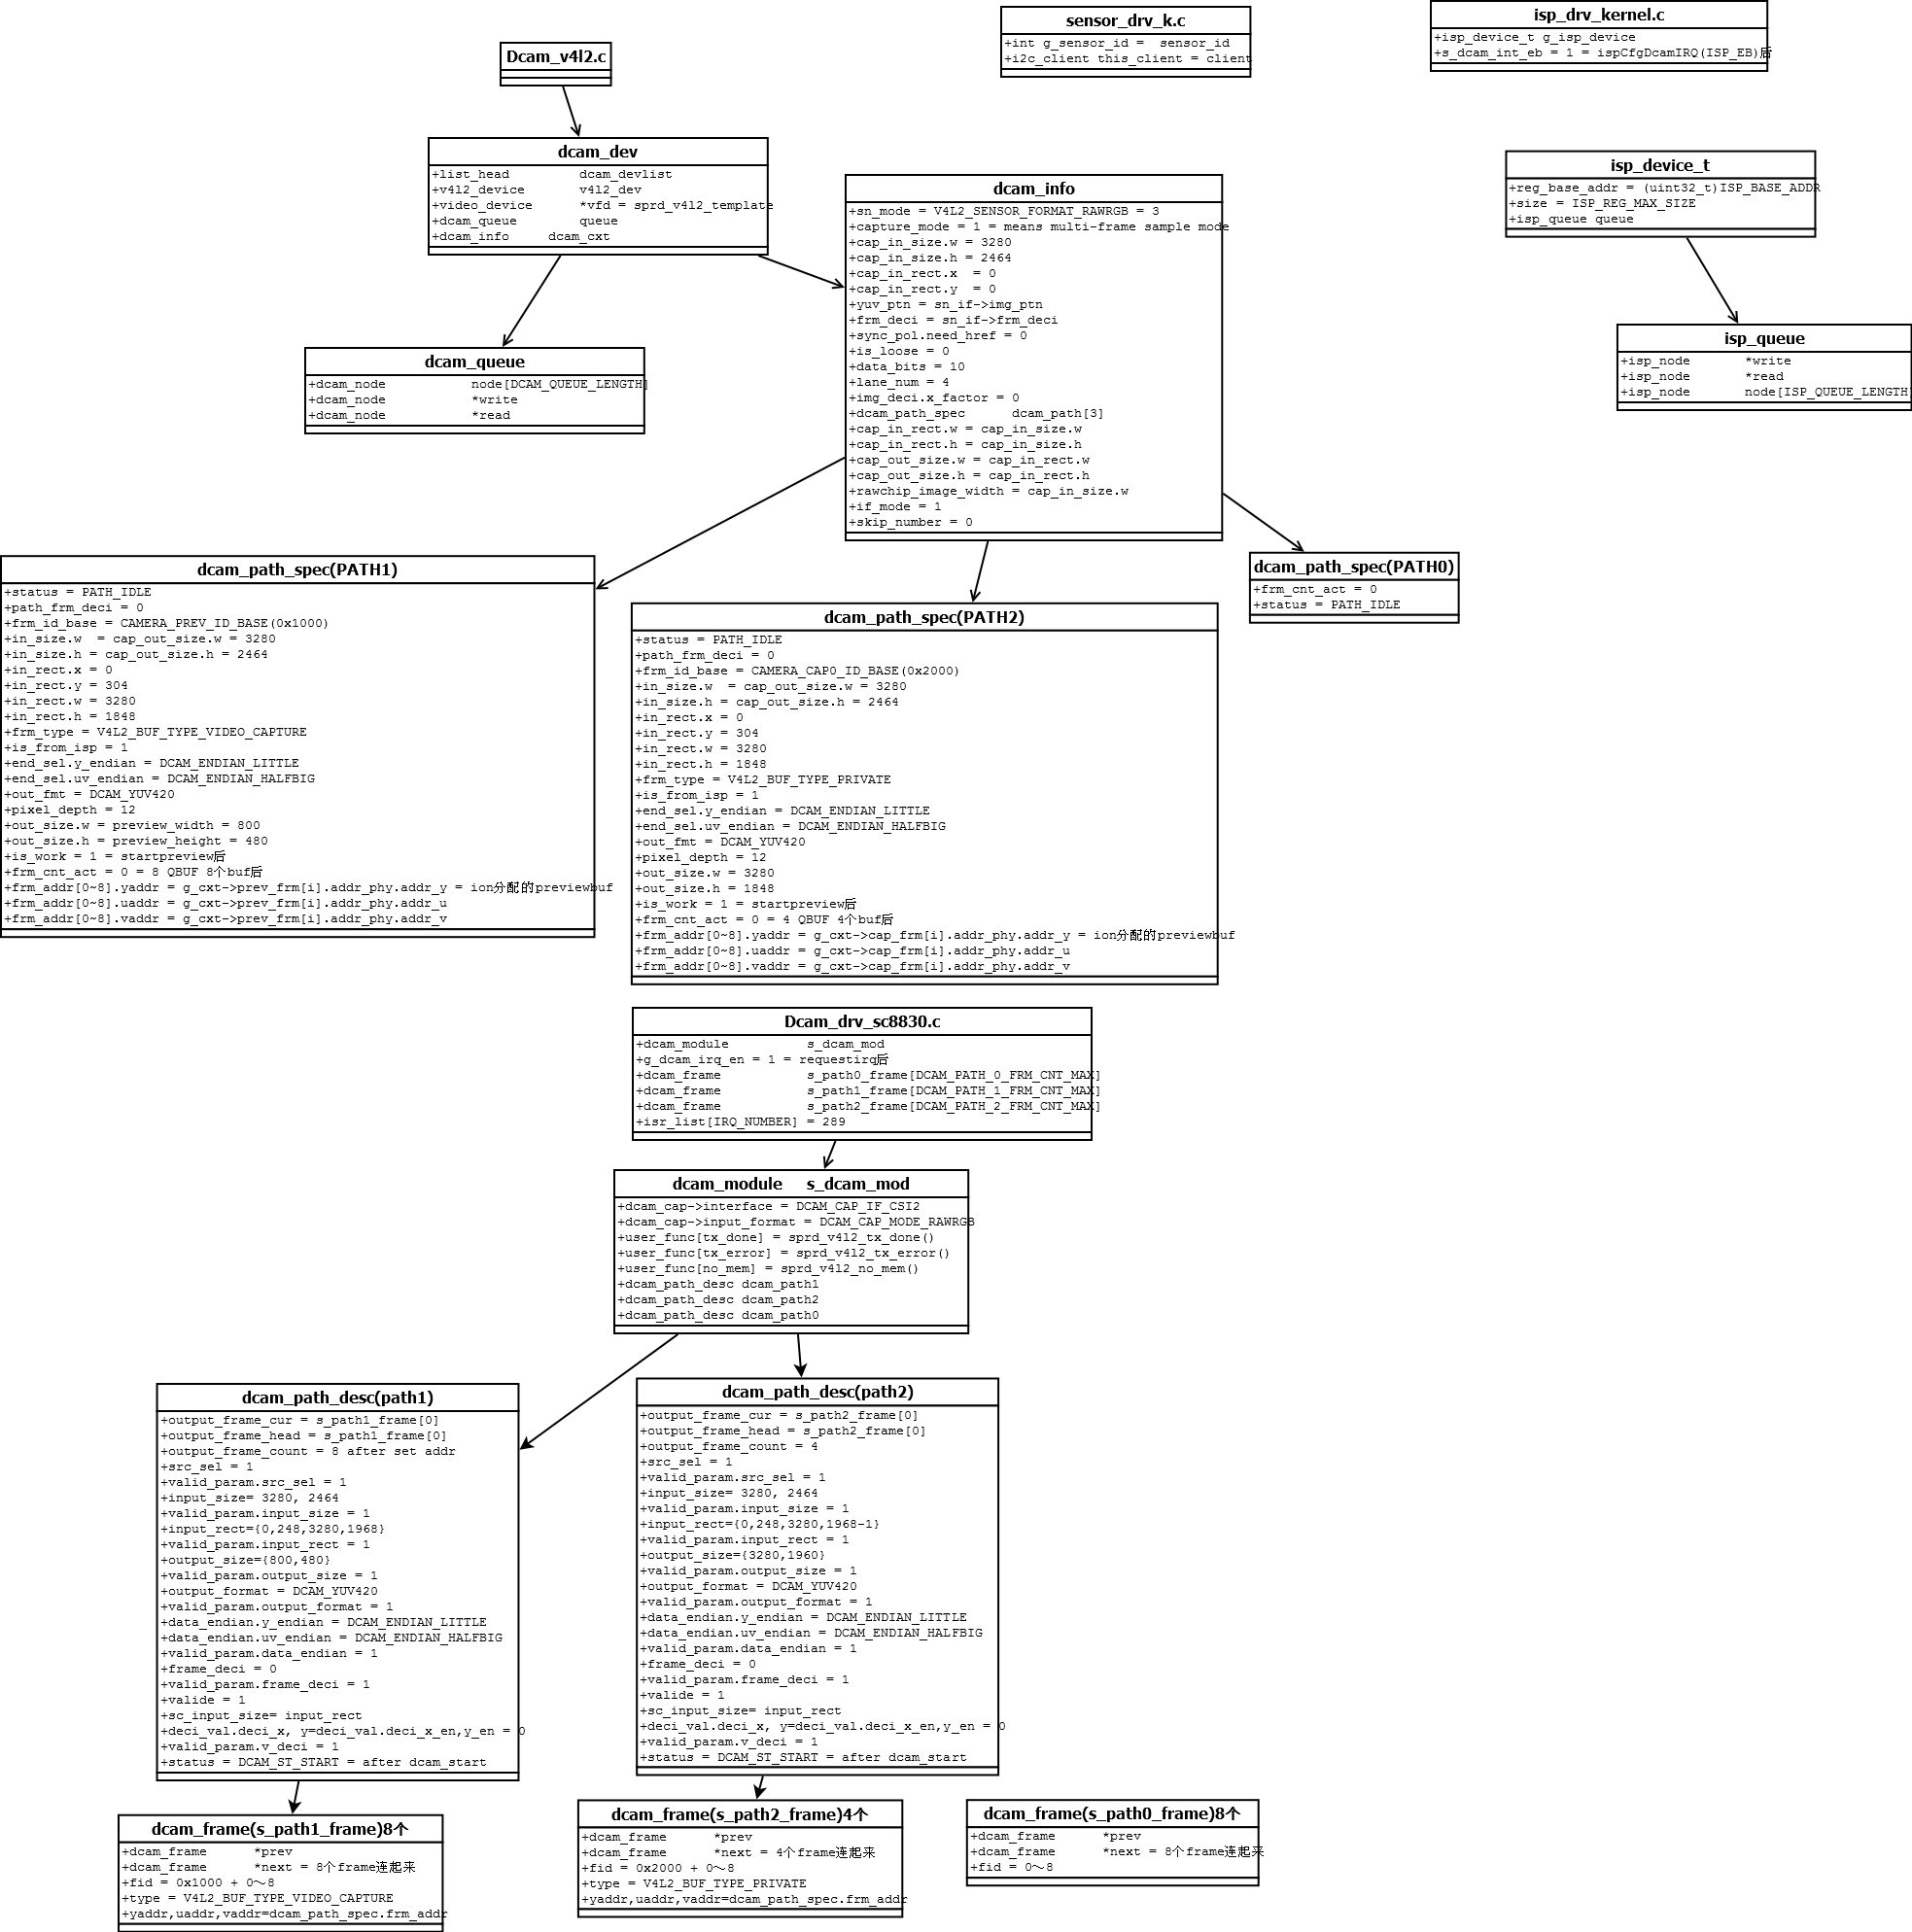 sensor_drv_k.c
+int g_sensor_id =  sensor_id
+i2c_client this_client = client
isp_drv_kernel.c
+isp_device_t g_isp_device
+s_dcam_int_eb = 1 = ispCfgDcamIRQ(ISP_EB)后
Dcam_v4l2.c
dcam_dev
+list_head         dcam_devlist
+v4l2_device       v4l2_dev
+video_device      *vfd = sprd_v4l2_template
+dcam_queue        queue
+dcam_info     dcam_cxt
dcam_info
+sn_mode = V4L2_SENSOR_FORMAT_RAWRGB = 3
+capture_mode = 1 = means multi-frame sample mode
+cap_in_size.w = 3280
+cap_in_size.h = 2464
+cap_in_rect.x  = 0
+cap_in_rect.y  = 0
+yuv_ptn = sn_if->img_ptn
+frm_deci = sn_if->frm_deci
+sync_pol.need_href = 0
+is_loose = 0
+data_bits = 10
+lane_num = 4
+img_deci.x_factor = 0
+dcam_path_spec      dcam_path[3]
+cap_in_rect.w = cap_in_size.w
+cap_in_rect.h = cap_in_size.h
+cap_out_size.w = cap_in_rect.w
+cap_out_size.h = cap_in_rect.h
+rawchip_image_width = cap_in_size.w
+if_mode = 1
+skip_number = 0
isp_device_t
+reg_base_addr = (uint32_t)ISP_BASE_ADDR
+size = ISP_REG_MAX_SIZE
+isp_queue queue
isp_queue
+isp_node       *write
+isp_node       *read
+isp_node       node[ISP_QUEUE_LENGTH]
dcam_queue
+dcam_node           node[DCAM_QUEUE_LENGTH]
+dcam_node           *write
+dcam_node           *read
dcam_path_spec(PATH1)
+status = PATH_IDLE
+path_frm_deci = 0
+frm_id_base = CAMERA_PREV_ID_BASE(0x1000)
+in_size.w  = cap_out_size.w = 3280
+in_size.h = cap_out_size.h = 2464
+in_rect.x = 0
+in_rect.y = 304
+in_rect.w = 3280
+in_rect.h = 1848
+frm_type = V4L2_BUF_TYPE_VIDEO_CAPTURE
+is_from_isp = 1
+end_sel.y_endian = DCAM_ENDIAN_LITTLE
+end_sel.uv_endian = DCAM_ENDIAN_HALFBIG
+out_fmt = DCAM_YUV420
+pixel_depth = 12
+out_size.w = preview_width = 800
+out_size.h = preview_height = 480
+is_work = 1 = startpreview后
+frm_cnt_act = 0 = 8 QBUF 8个buf后
+frm_addr[0~8].yaddr = g_cxt->prev_frm[i].addr_phy.addr_y = ion分配的previewbuf
+frm_addr[0~8].uaddr = g_cxt->prev_frm[i].addr_phy.addr_u
+frm_addr[0~8].vaddr = g_cxt->prev_frm[i].addr_phy.addr_v
dcam_path_spec(PATH2)
+status = PATH_IDLE
+path_frm_deci = 0
+frm_id_base = CAMERA_CAP0_ID_BASE(0x2000)
+in_size.w  = cap_out_size.w = 3280
+in_size.h = cap_out_size.h = 2464
+in_rect.x = 0
+in_rect.y = 304
+in_rect.w = 3280
+in_rect.h = 1848
+frm_type = V4L2_BUF_TYPE_PRIVATE
+is_from_isp = 1
+end_sel.y_endian = DCAM_ENDIAN_LITTLE
+end_sel.uv_endian = DCAM_ENDIAN_HALFBIG
+out_fmt = DCAM_YUV420
+pixel_depth = 12
+out_size.w = 3280
+out_size.h = 1848
+is_work = 1 = startpreview后
+frm_cnt_act = 0 = 4 QBUF 4个buf后
+frm_addr[0~8].yaddr = g_cxt->cap_frm[i].addr_phy.addr_y = ion分配的previewbuf
+frm_addr[0~8].uaddr = g_cxt->cap_frm[i].addr_phy.addr_u
+frm_addr[0~8].vaddr = g_cxt->cap_frm[i].addr_phy.addr_v
dcam_path_spec(PATH0)
+frm_cnt_act = 0
+status = PATH_IDLE
Dcam_drv_sc8830.c
+dcam_module          s_dcam_mod
+g_dcam_irq_en = 1 = requestirq后
+dcam_frame           s_path0_frame[DCAM_PATH_0_FRM_CNT_MAX]
+dcam_frame           s_path1_frame[DCAM_PATH_1_FRM_CNT_MAX]
+dcam_frame           s_path2_frame[DCAM_PATH_2_FRM_CNT_MAX]
+isr_list[IRQ_NUMBER] = 289
dcam_module     s_dcam_mod
+dcam_cap->interface = DCAM_CAP_IF_CSI2
+dcam_cap->input_format = DCAM_CAP_MODE_RAWRGB
+user_func[tx_done] = sprd_v4l2_tx_done()
+user_func[tx_error] = sprd_v4l2_tx_error()
+user_func[no_mem] = sprd_v4l2_no_mem()
+dcam_path_desc dcam_path1
+dcam_path_desc dcam_path2
+dcam_path_desc dcam_path0
dcam_path_desc(path1)
+output_frame_cur = s_path1_frame[0]
+output_frame_head = s_path1_frame[0]
+output_frame_count = 8 after set addr
+src_sel = 1
+valid_param.src_sel = 1
+input_size= 3280, 2464
+valid_param.input_size = 1
+input_rect={0,248,3280,1968}
+valid_param.input_rect = 1
+output_size={800,480}
+valid_param.output_size = 1
+output_format = DCAM_YUV420
+valid_param.output_format = 1
+data_endian.y_endian = DCAM_ENDIAN_LITTLE
+data_endian.uv_endian = DCAM_ENDIAN_HALFBIG
+valid_param.data_endian = 1
+frame_deci = 0
+valid_param.frame_deci = 1
+valide = 1
+sc_input_size= input_rect
+deci_val.deci_x, y=deci_val.deci_x_en,y_en = 0
+valid_param.v_deci = 1
+status = DCAM_ST_START = after dcam_start
dcam_path_desc(path2)
+output_frame_cur = s_path2_frame[0]
+output_frame_head = s_path2_frame[0]
+output_frame_count = 4
+src_sel = 1
+valid_param.src_sel = 1
+input_size= 3280, 2464
+valid_param.input_size = 1
+input_rect={0,248,3280,1968-1}
+valid_param.input_rect = 1
+output_size={3280,1960}
+valid_param.output_size = 1
+output_format = DCAM_YUV420
+valid_param.output_format = 1
+data_endian.y_endian = DCAM_ENDIAN_LITTLE
+data_endian.uv_endian = DCAM_ENDIAN_HALFBIG
+valid_param.data_endian = 1
+frame_deci = 0
+valid_param.frame_deci = 1
+valide = 1
+sc_input_size= input_rect
+deci_val.deci_x, y=deci_val.deci_x_en,y_en = 0
+valid_param.v_deci = 1
+status = DCAM_ST_START = after dcam_start
dcam_frame(s_path1_frame)8个
+dcam_frame      *prev
+dcam_frame      *next = 8个frame连起来
+fid = 0x1000 + 0～8
+type = V4L2_BUF_TYPE_VIDEO_CAPTURE
+yaddr,uaddr,vaddr=dcam_path_spec.frm_addr
dcam_frame(s_path2_frame)4个
+dcam_frame      *prev
+dcam_frame      *next = 4个frame连起来
+fid = 0x2000 + 0～8
+type = V4L2_BUF_TYPE_PRIVATE
+yaddr,uaddr,vaddr=dcam_path_spec.frm_addr
dcam_frame(s_path0_frame)8个
+dcam_frame      *prev
+dcam_frame      *next = 8个frame连起来
+fid = 0～8